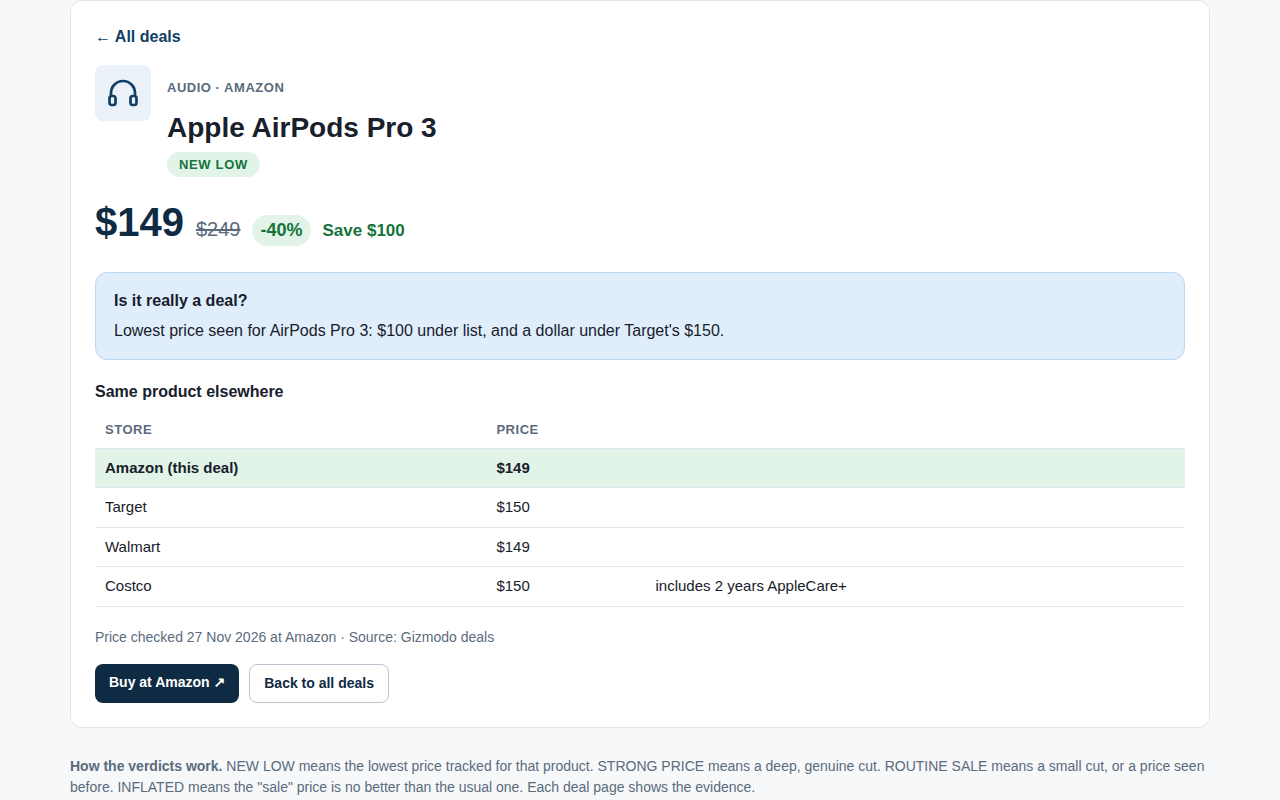 ← All deals
AUDIO · AMAZON
Apple AirPods Pro 3
NEW LOW
$149 $249 -40% Save $100
Is it really a deal?
Lowest price seen for AirPods Pro 3: $100 under list, and a dollar under Target's $150.
Same product elsewhere
STORE PRICE
Amazon (this deal) $149
Target $150
Walmart $149
Costco $150 includes 2 years AppleCare+
Price checked 27 Nov 2026 at Amazon · Source: Gizmodo deals
Buy at Amazon ↗ Back to all deals
How the verdicts work. NEW LOW means the lowest price tracked for that product. STRONG PRICE means a deep, genuine cut. ROUTINE SALE means a small cut, or a price seen
before. INFLATED means the "sale" price is no better than the usual one. Each deal page shows the evidence.